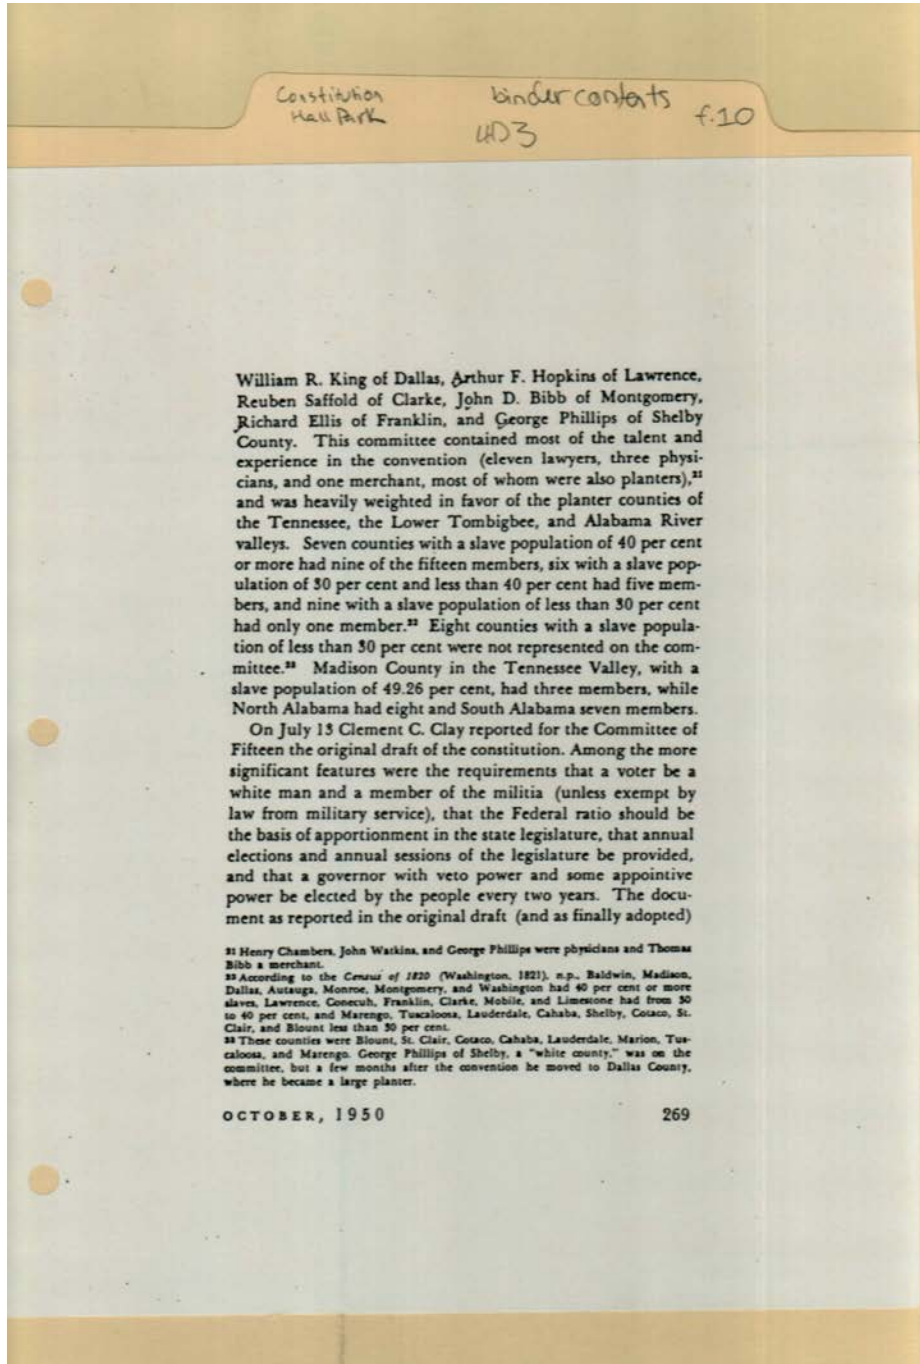 Constitution
Hall Park
binder contents
4D3
f.10
William R. King of Dallas, Arthur F. Hopkins of Lawrence,
Reuben Saffold of Clarke, John D. Bibb of Montgomery,
Richard Ellis of Franklin, and George Phillips of Shelby
County. This committee contained most of the talent and
experience in the convention (eleven lawyers, three physi-
cians, and one merchant, most of whom were also planters),²¹
and was heavily weighted in favor of the planter counties of
the Tennessee, the Lower Tombigbee, and Alabama River
valleys. Seven counties with a slave population of 40 per cent
or more had nine of the fifteen members, six with a slave pop-
ulation of 30 per cent and less than 40 per cent had five mem-
bers, and nine with a slave population of less than 30 per cent
had only one member.²² Eight counties with a slave popula-
tion of less than 30 per cent were not represented on the com-
mittee.²³ Madison County in the Tennessee Valley, with a
slave population of 49.26 per cent, had three members, while
North Alabama had eight and South Alabama seven members.
On July 13 Clement C. Clay reported for the Committee of
Fifteen the original draft of the constitution. Among the more
significant features were the requirements that a voter be a
white man and a member of the militia (unless exempt by
law from military service), that the Federal ratio should be
the basis of apportionment in the state legislature, that annual
elections and annual sessions of the legislature be provided,
and that a governor with veto power and some appointive
power be elected by the people every two years. The docu-
ment as reported in the original draft (and as finally adopted)
²¹ Henry Chambers, John Watkins, and George Phillips were physicians and Thomas
Bibb a merchant.
²² According to the Census of 1820 (Washington, 1821), n.p., Baldwin, Madison,
Dallas, Autauga, Monroe, Montgomery, and Washington had 40 per cent or more
slaves, Lawrence, Conecuh, Franklin, Clarke, Mobile, and Limestone had from 30
to 40 per cent, and Marengo, Tuscaloosa, Lauderdale, Cahaba, Shelby, Cotaco, St.
Clair, and Blount less than 30 per cent.
²³ These counties were Blount, St. Clair, Cotaco, Cahaba, Lauderdale, Marion, Tus-
caloosa, and Marengo. George Phillips of Shelby, a "white county," was on the
committee, but a few months after the convention he moved to Dallas County,
where he became a large planter.
OCTOBER, 1950
269